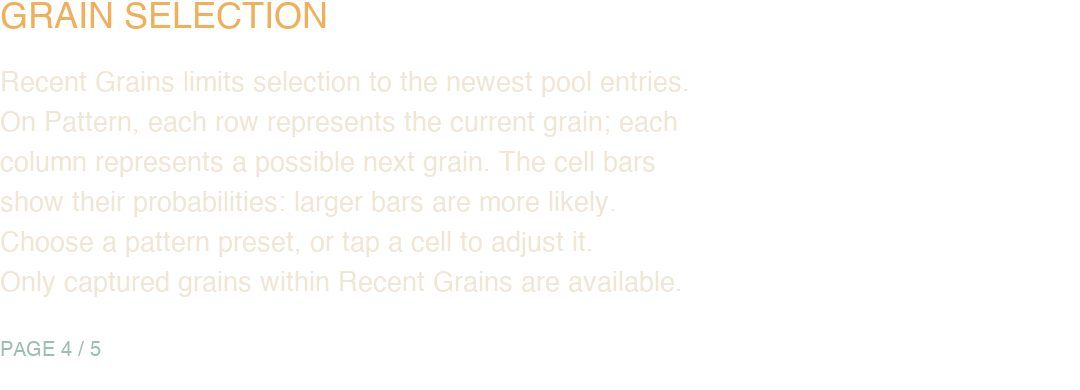 GRAIN SELECTION
Recent Grains limits selection to the newest pool entries.
On Pattern, each row represents the current grain; each
column represents a possible next grain. The cell bars
show their probabilities: larger bars are more likely.
Choose a pattern preset, or tap a cell to adjust it.
Only captured grains within Recent Grains are available.
PAGE 4 / 5